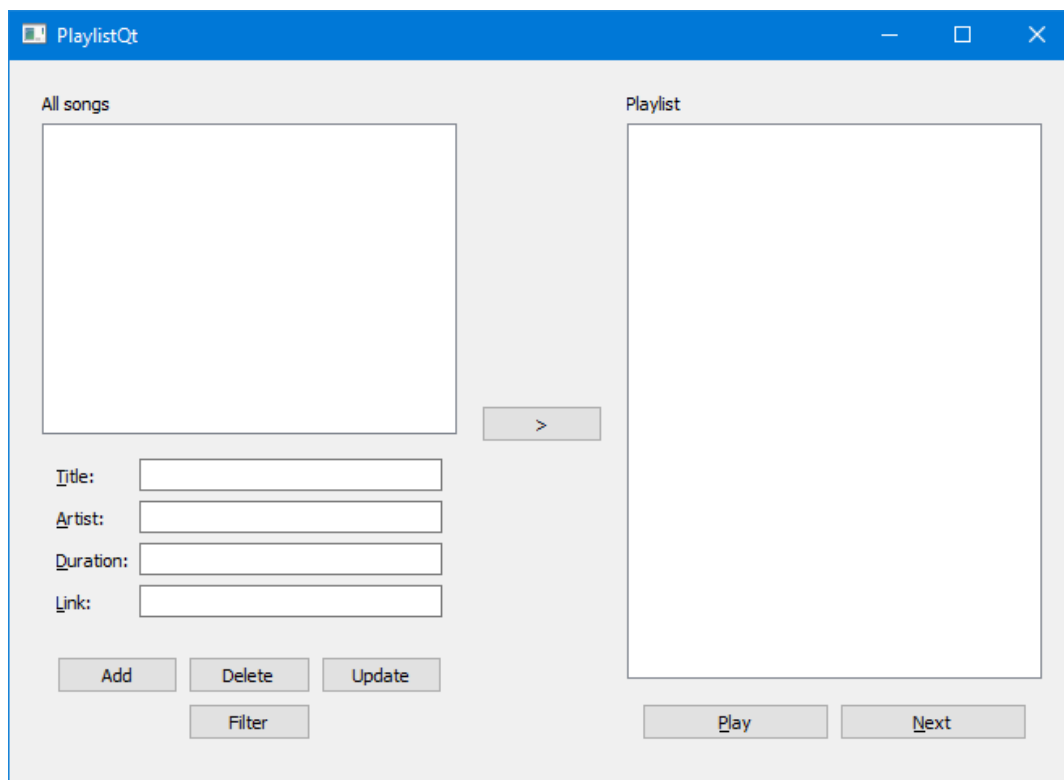 PlaylistQt
All songs
Playlist
>
Title:
Artist:
Duration:
Link:
Add Delete Update
Filter
Play Next